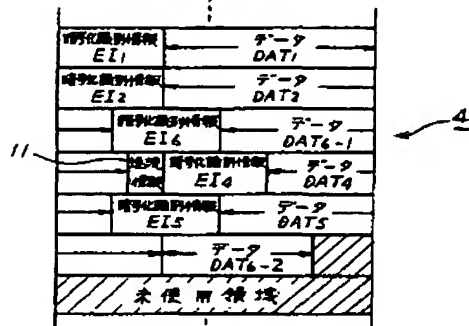 暗号化識別情報 データ
EI1 DAT1
暗号化識別情報 データ
EI2 DAT2
暗号化識別情報 データ
EI6 DAT6-1
4
11
暗号化識別情報 データ
EI4 DAT4
暗号化識別情報 データ
EI5 DAT5
データ
DAT6-2
未使用領域